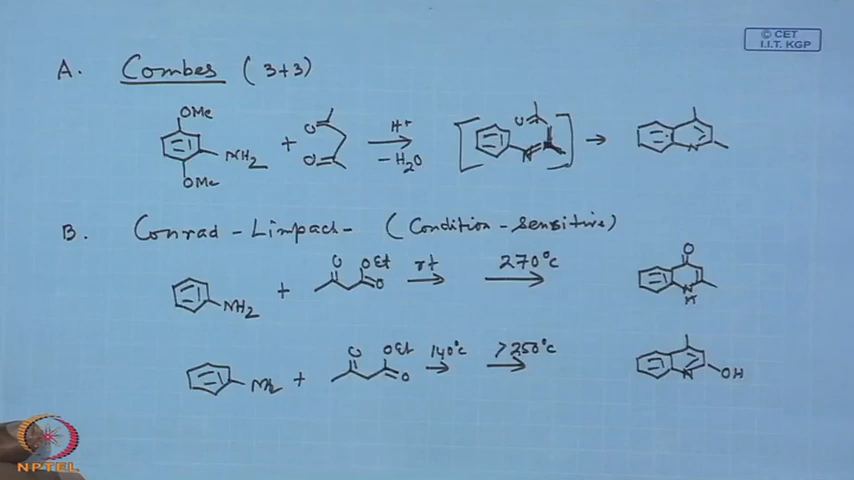 © CET
I.I.T. KGP
A. Combes (3+3)
OMe
NH2 + O O H+ -H2O O N → N
OMe
B. Conrad-Limpach- (Condition-sensitive)
NH2 + O OEt O rt 270°c O N H
NH2 + O OEt O 140°c >250°c N OH
NPTEL